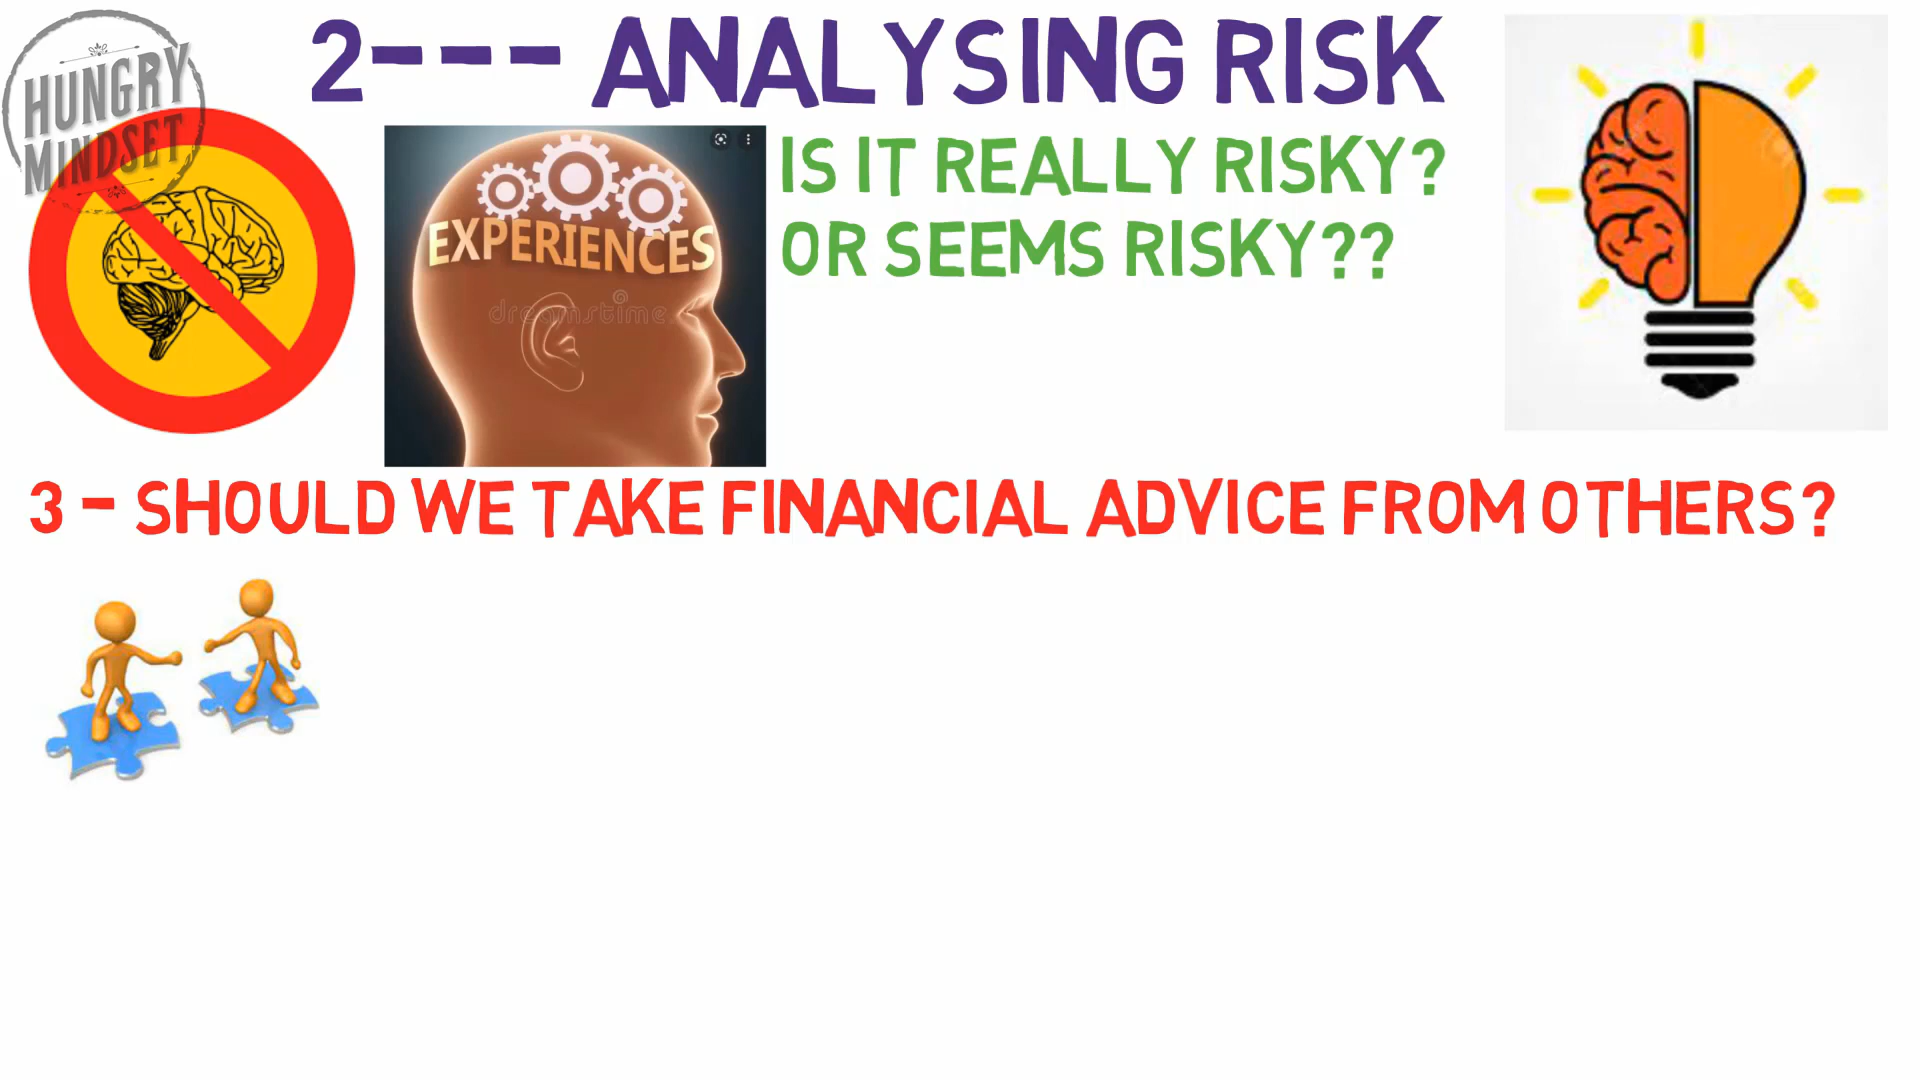 HUNGRY
MINDSET
2--- ANALYSING RISK
EXPERIENCES
dreamstime
IS IT REALLY RISKY?
OR SEEMS RISKY??
3 - SHOULD WE TAKE FINANCIAL ADVICE FROM OTHERS?